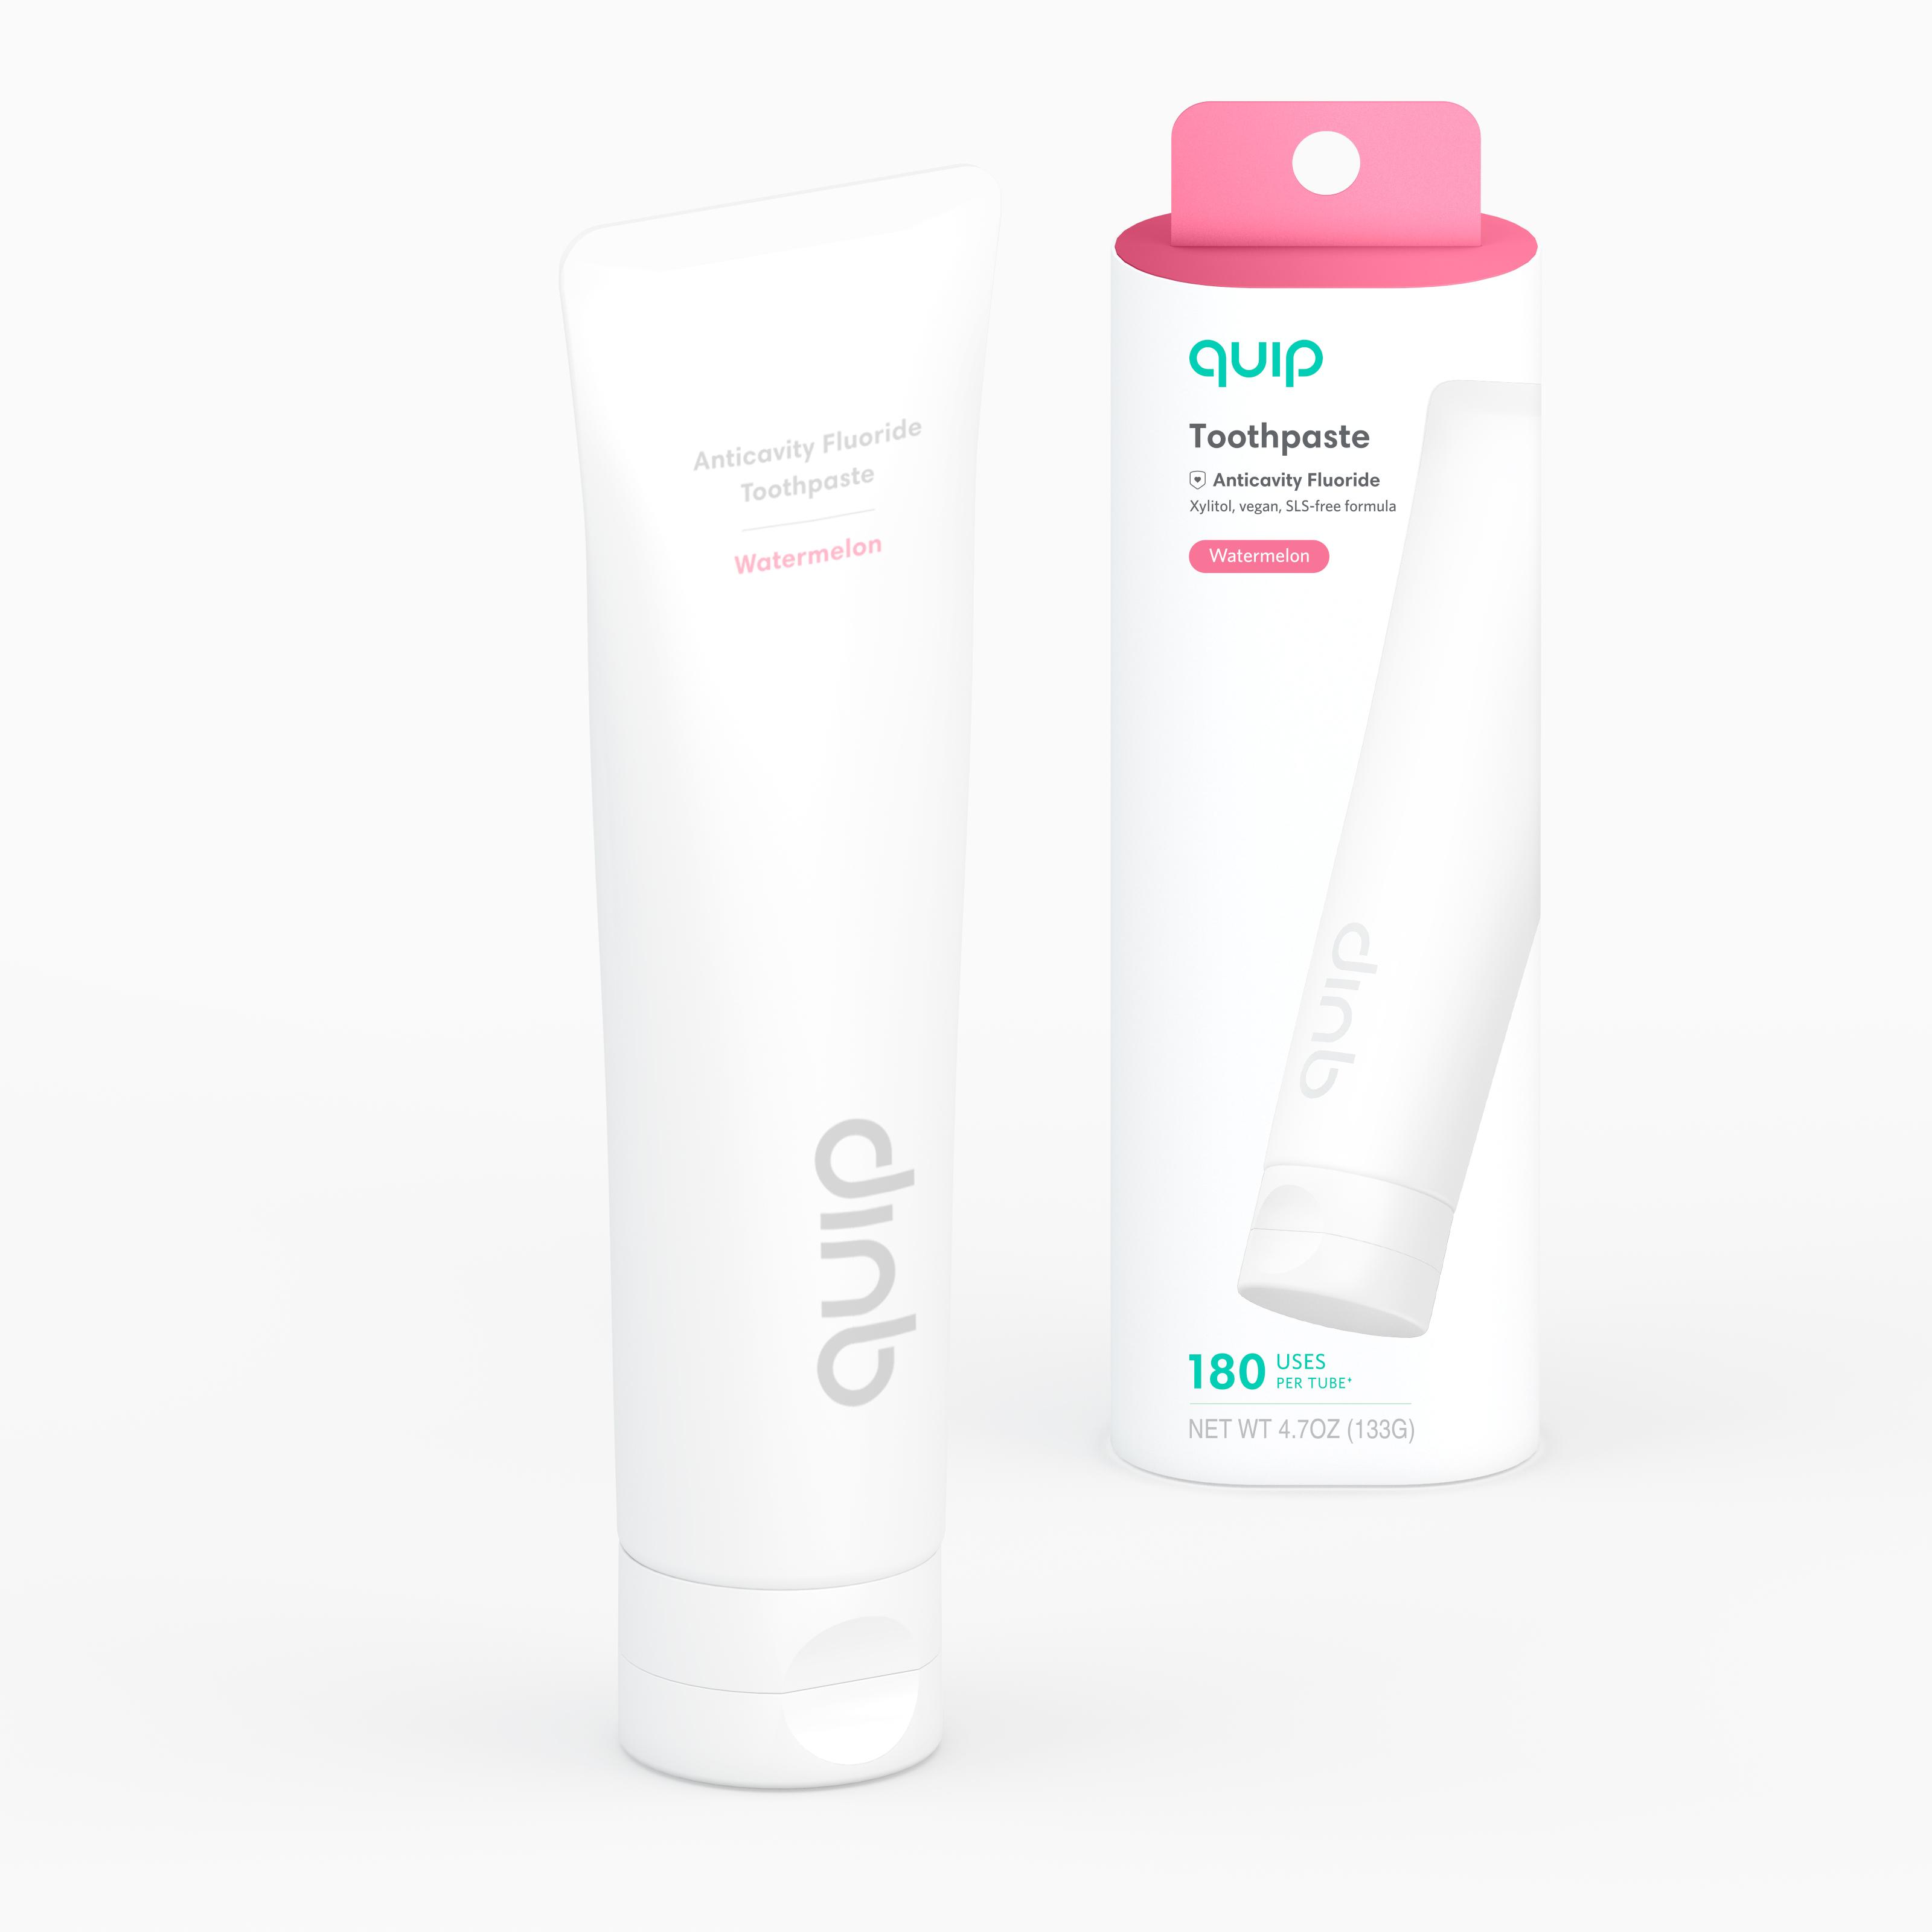 Anticavity Fluoride
Toothpaste
Watermelon
quip
quip
Toothpaste
Anticavity Fluoride
Xylitol, vegan, SLS-free formula
Watermelon
quip
180 USES
PER TUBE+
NET WT 4.7OZ (133G)